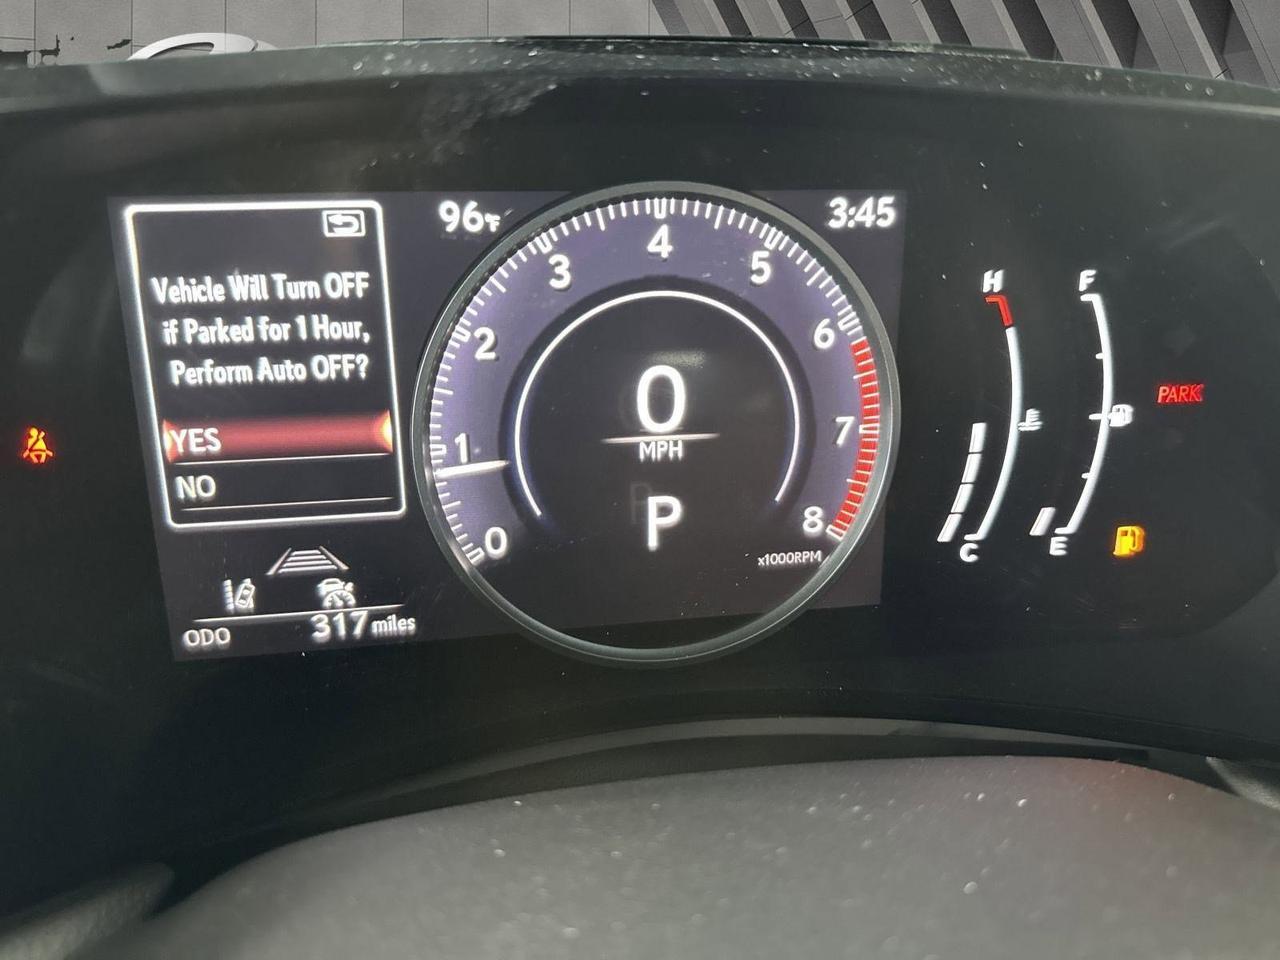 96°F
3:45
Vehicle Will Turn OFF
if Parked for 1 Hour,
Perform Auto OFF?
YES
NO
ODO 317 miles
0
1
2
3
4
5
6
7
8
x1000RPM
0
MPH
P
H
C
F
E
PARK